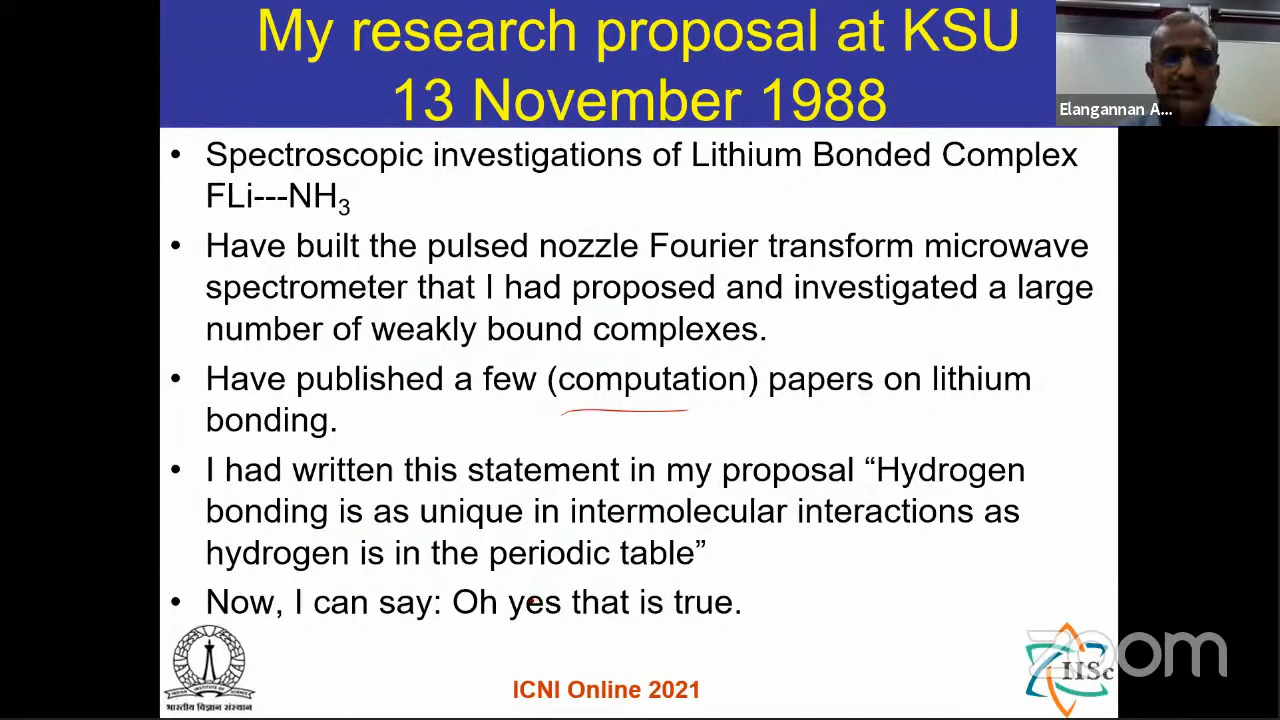 My research proposal at KSU
13 November 1988
Elangannan A...
• Spectroscopic investigations of Lithium Bonded Complex
FLi---NH₃
• Have built the pulsed nozzle Fourier transform microwave
spectrometer that I had proposed and investigated a large
number of weakly bound complexes.
• Have published a few (computation) papers on lithium
bonding.
• I had written this statement in my proposal “Hydrogen
bonding is as unique in intermolecular interactions as
hydrogen is in the periodic table”
• Now, I can say: Oh yes that is true.
भारतीय विज्ञान संस्थान
ICNI Online 2021
IISc
zoom